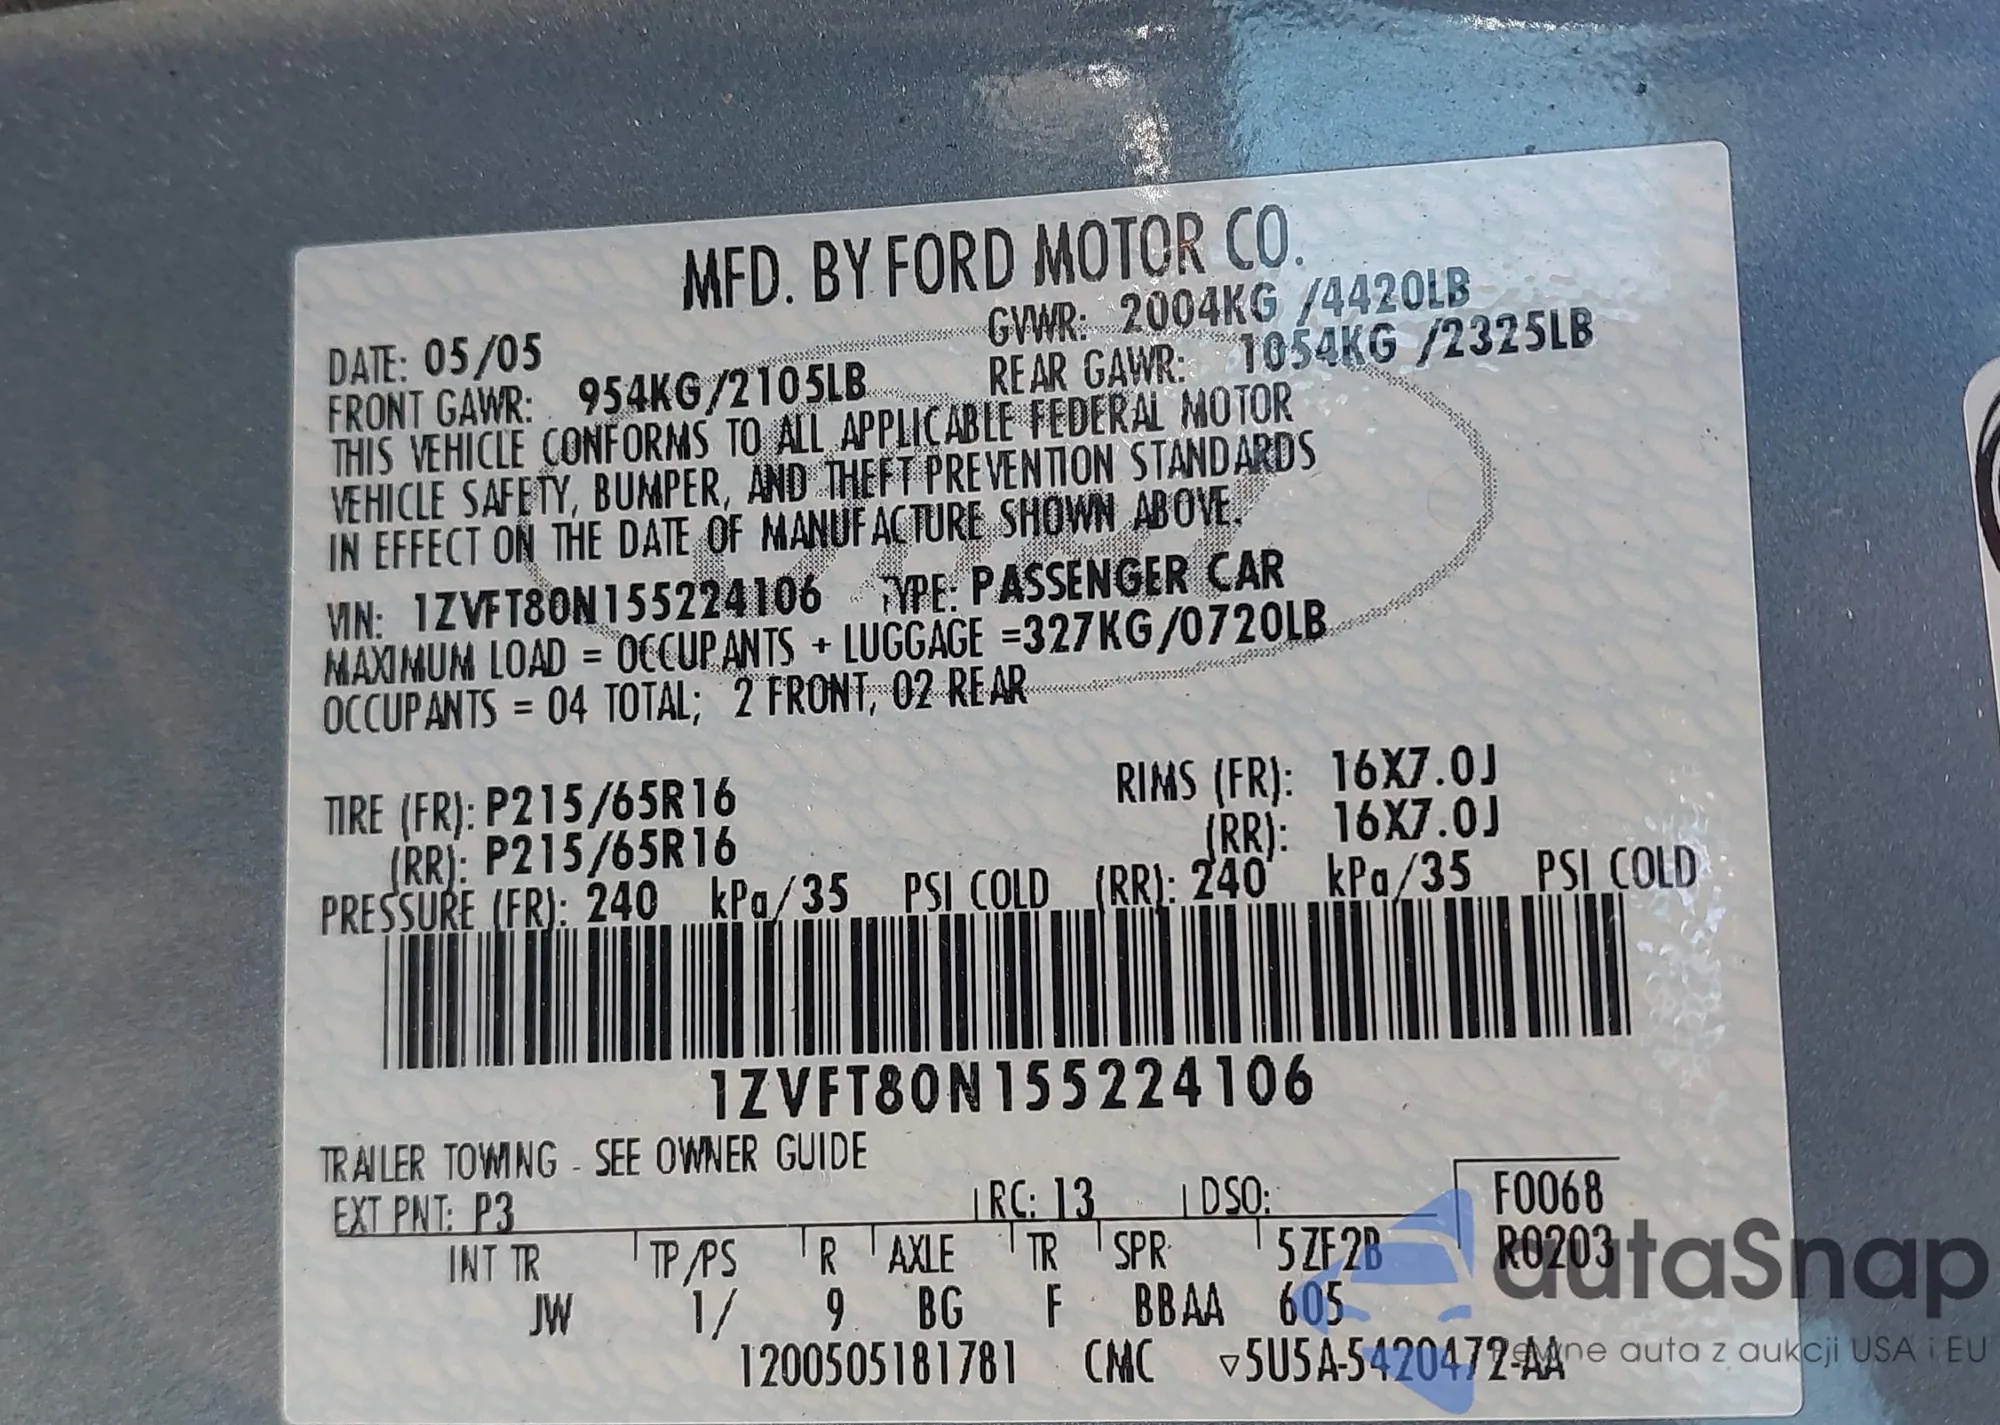 MFD. BY FORD MOTOR CO.
DATE: 05/05 GVWR: 2004KG /4420LB
FRONT GAWR: 954KG/2105LB REAR GAWR: 1054KG /2325LB
THIS VEHICLE CONFORMS TO ALL APPLICABLE FEDERAL MOTOR
VEHICLE SAFETY, BUMPER, AND THEFT PREVENTION STANDARDS
IN EFFECT ON THE DATE OF MANUFACTURE SHOWN ABOVE.
VIN: 1ZVFT80N155224106 TYPE: PASSENGER CAR
MAXIMUM LOAD = OCCUPANTS + LUGGAGE =327KG/0720LB
OCCUPANTS = 04 TOTAL; 2 FRONT, 02 REAR
TIRE (FR): P215/65R16 RIMS (FR): 16X7.0J
(RR): P215/65R16 (RR): 16X7.0J
PRESSURE (FR): 240 kPa/35 PSI COLD (RR): 240 kPa/35 PSI COLD
1ZVFT80N155224106
TRAILER TOWING - SEE OWNER GUIDE
EXT PNT: P3 RC: 13 DSO: F0068
INT TR TP/PS R AXLE TR SPR 5ZF2B R0203
JW 1/ 9 BG F BBAA 605
1200505181781 CMC ▿5U5A-5420472-AA
autaSnap
Pewne auta z aukcji USA i EU